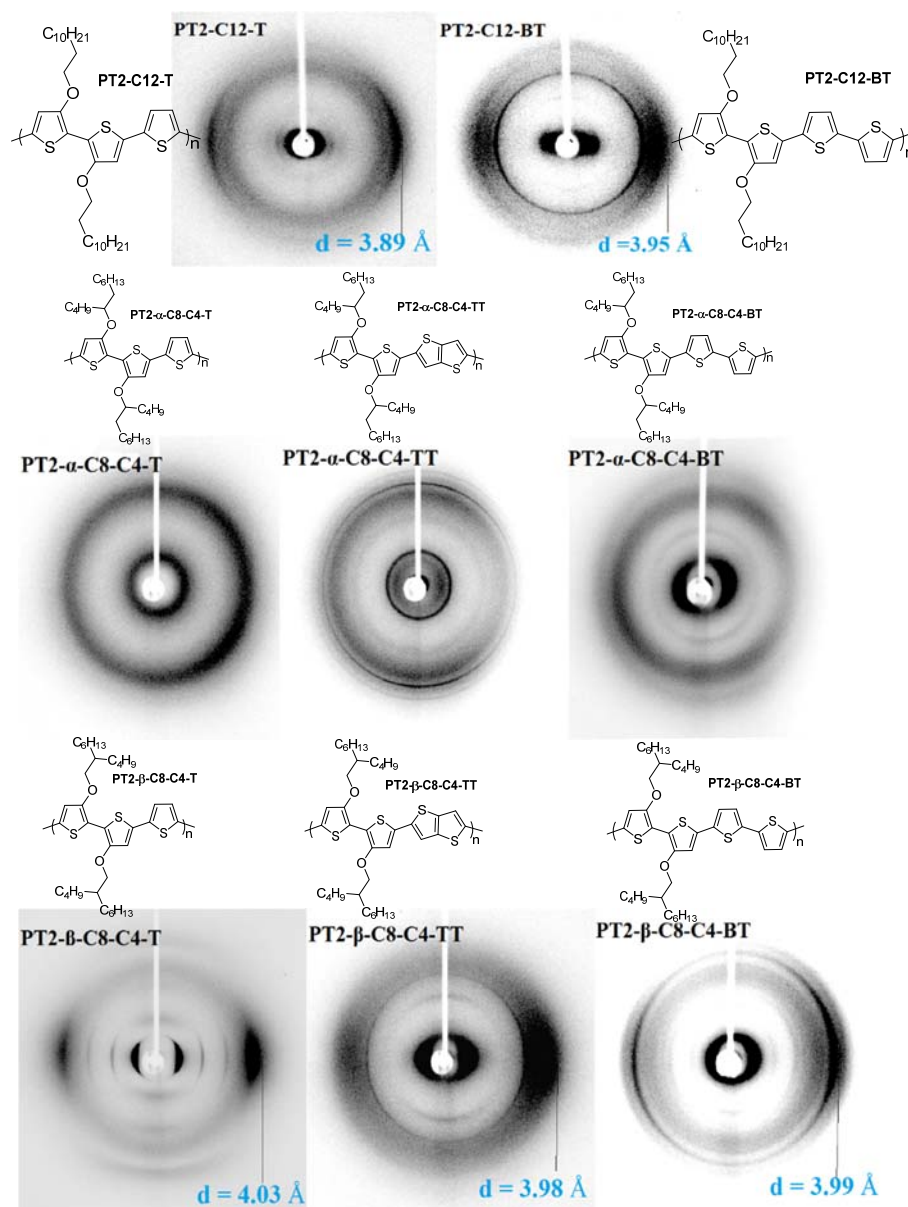 C10H21
O
PT2-C12-T
S
S
S
n
O
C10H21
PT2-C12-T
d = 3.89 Å
PT2-C12-BT
d =3.95 Å
C10H21
O
PT2-C12-BT
S
S
S
S
n
O
C10H21
C6H13
C4H9
PT2-α-C8-C4-T
O
S
S
S
n
O
C4H9
C6H13
C6H13
C4H9
PT2-α-C8-C4-TT
O
S
S
S
S
n
O
C4H9
C6H13
C6H13
C4H9
PT2-α-C8-C4-BT
O
S
S
S
S
n
O
C4H9
C6H13
PT2-α-C8-C4-T
PT2-α-C8-C4-TT
PT2-α-C8-C4-BT
C6H13
C4H9
PT2-β-C8-C4-T
O
S
S
S
n
O
C4H9
C6H13
C6H13
C4H9
PT2-β-C8-C4-TT
O
S
S
S
S
n
O
C4H9
C6H13
C6H13
C4H9
PT2-β-C8-C4-BT
O
S
S
S
S
n
O
C4H9
C6H13
PT2-ß-C8-C4-T
d = 4.03 Å
PT2-β-C8-C4-TT
d = 3.98 Å
PT2-β-C8-C4-BT
d = 3.99 Å